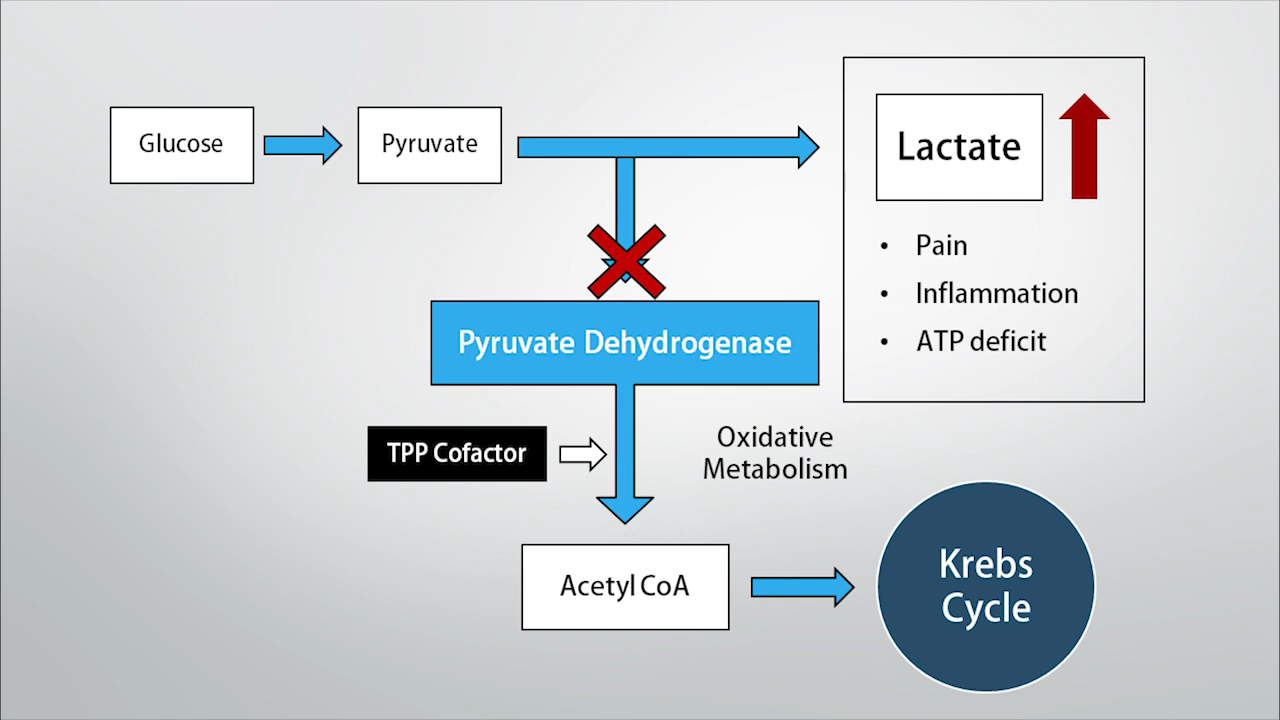 Glucose
Pyruvate
Lactate
• Pain
• Inflammation
• ATP deficit
Pyruvate Dehydrogenase
TPP Cofactor
Oxidative
Metabolism
Acetyl CoA
Krebs
Cycle